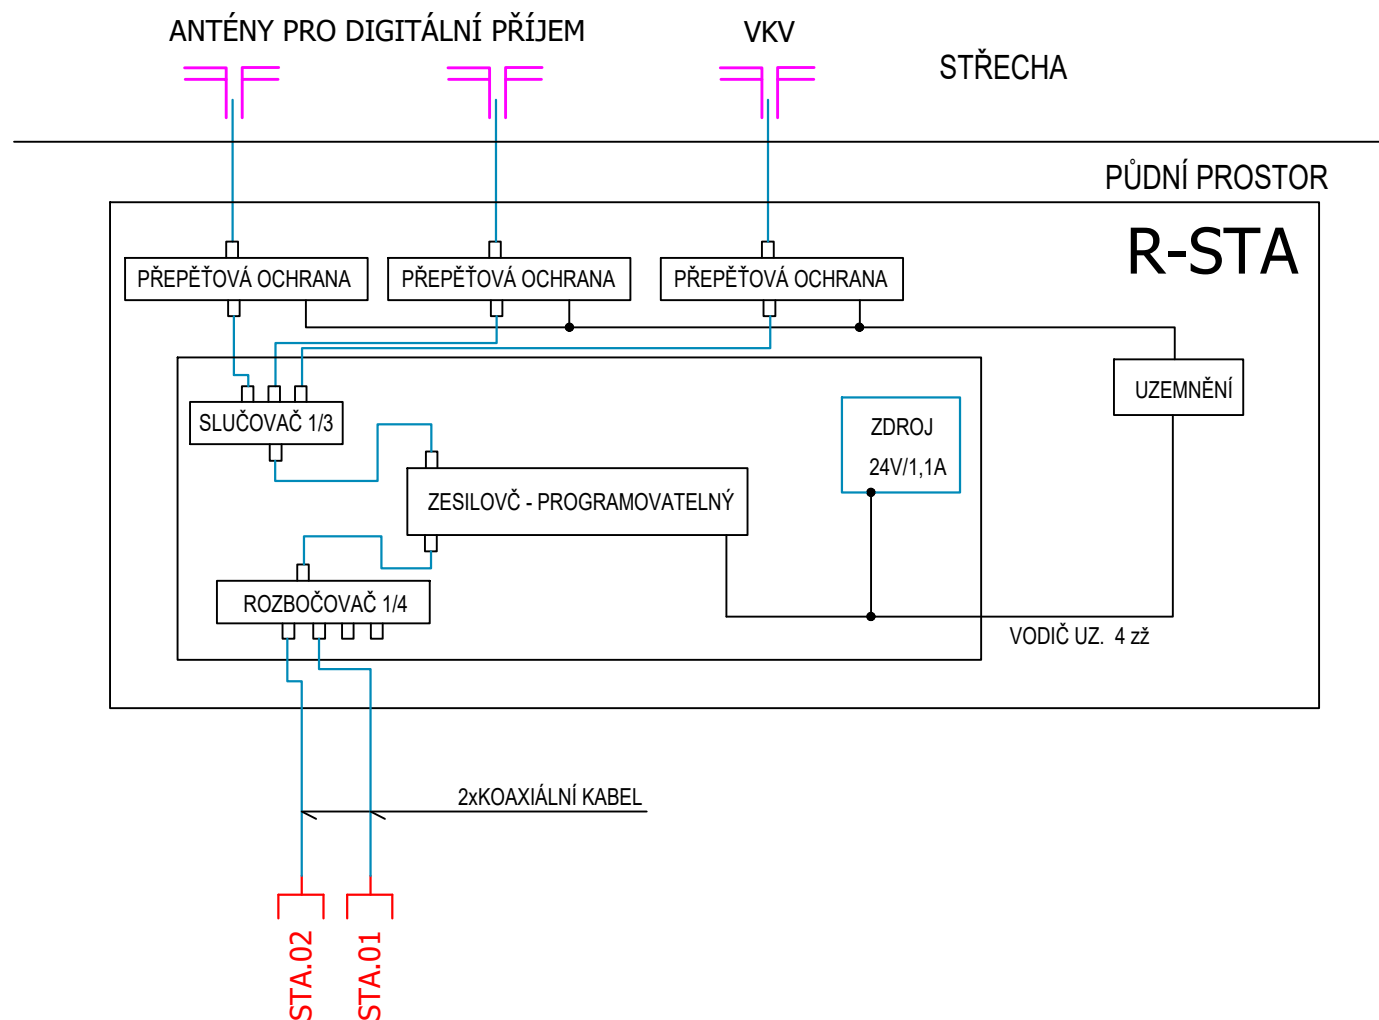 ANTÉNY PRO DIGITÁLNÍ PŘÍJEM
VKV
STŘECHA
PŮDNÍ PROSTOR
R-STA
PŘEPĚŤOVÁ OCHRANA
PŘEPĚŤOVÁ OCHRANA
PŘEPĚŤOVÁ OCHRANA
UZEMNĚNÍ
SLUČOVAČ 1/3
ZDROJ
24V/1,1A
ZESILOVČ - PROGRAMOVATELNÝ
ROZBOČOVAČ 1/4
VODIČ UZ. 4 zž
2xKOAXIÁLNÍ KABEL
STA.02
STA.01